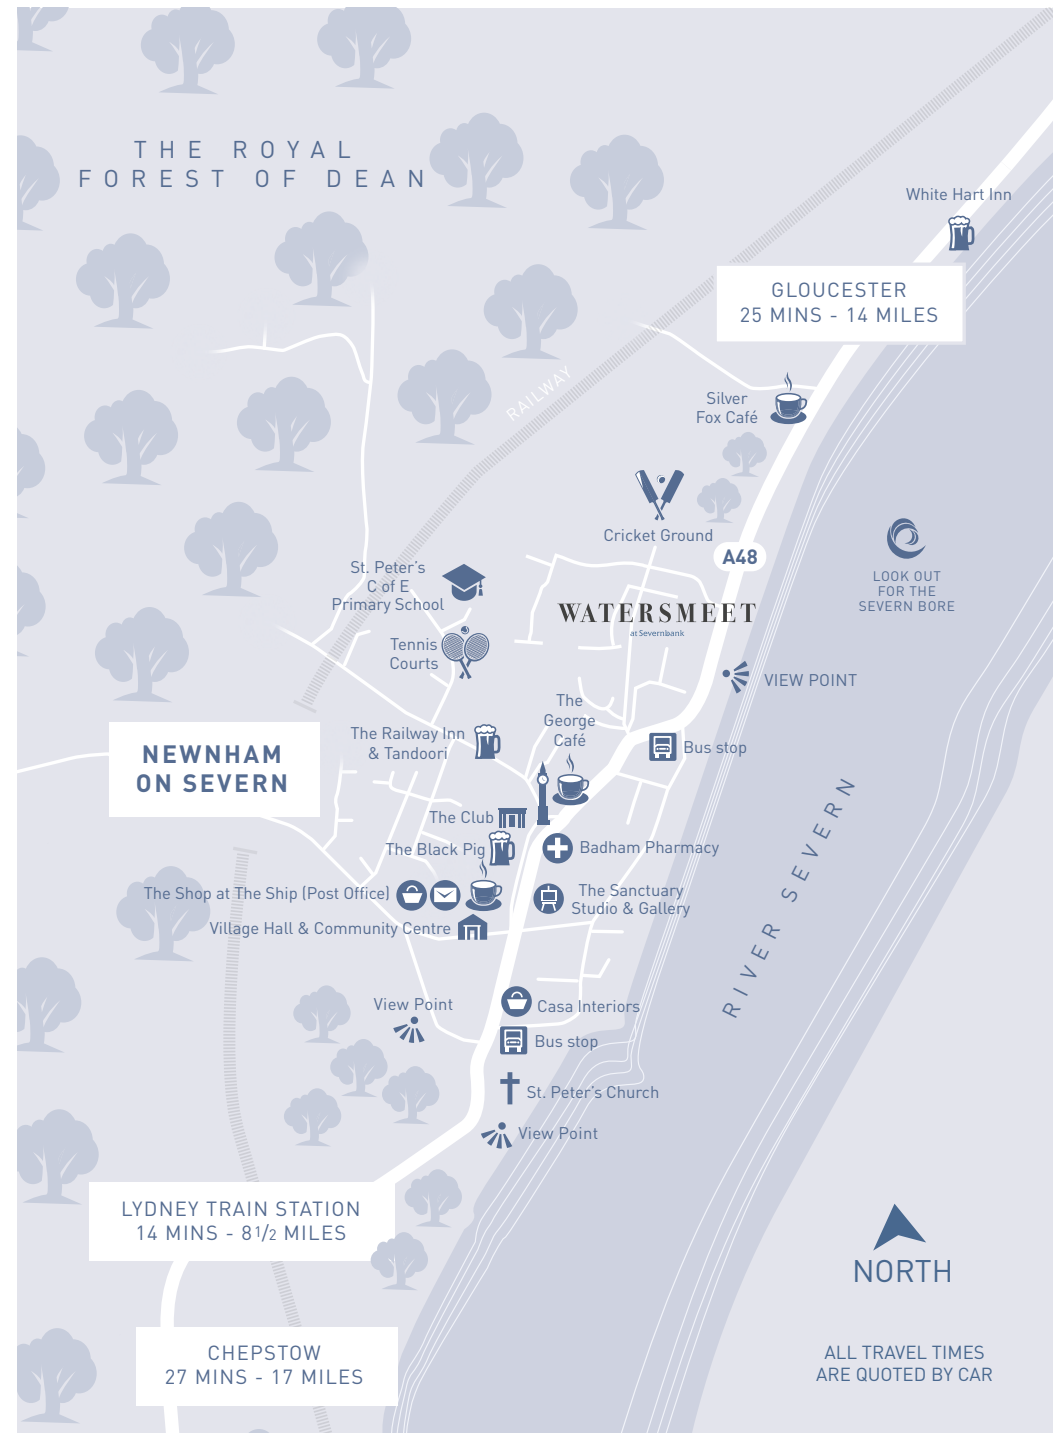 THE ROYAL
FOREST OF DEAN
White Hart Inn
GLOUCESTER
25 MINS - 14 MILES
RAILWAY
Silver
Fox Café
Cricket Ground
A48
LOOK OUT
FOR THE
SEVERN BORE
St. Peter's
C of E
Primary School
WATERSMEET
at Severnbank
Tennis
Courts
VIEW POINT
The
George
Café
The Railway Inn
& Tandoori
Bus stop
NEWNHAM
ON SEVERN
RIVER SEVERN
The Club
The Black Pig
Badham Pharmacy
The Shop at The Ship (Post Office)
The Sanctuary
Studio & Gallery
Village Hall & Community Centre
View Point
Casa Interiors
Bus stop
St. Peter's Church
View Point
LYDNEY TRAIN STATION
14 MINS - 8 1/2 MILES
NORTH
CHEPSTOW
27 MINS - 17 MILES
ALL TRAVEL TIMES
ARE QUOTED BY CAR